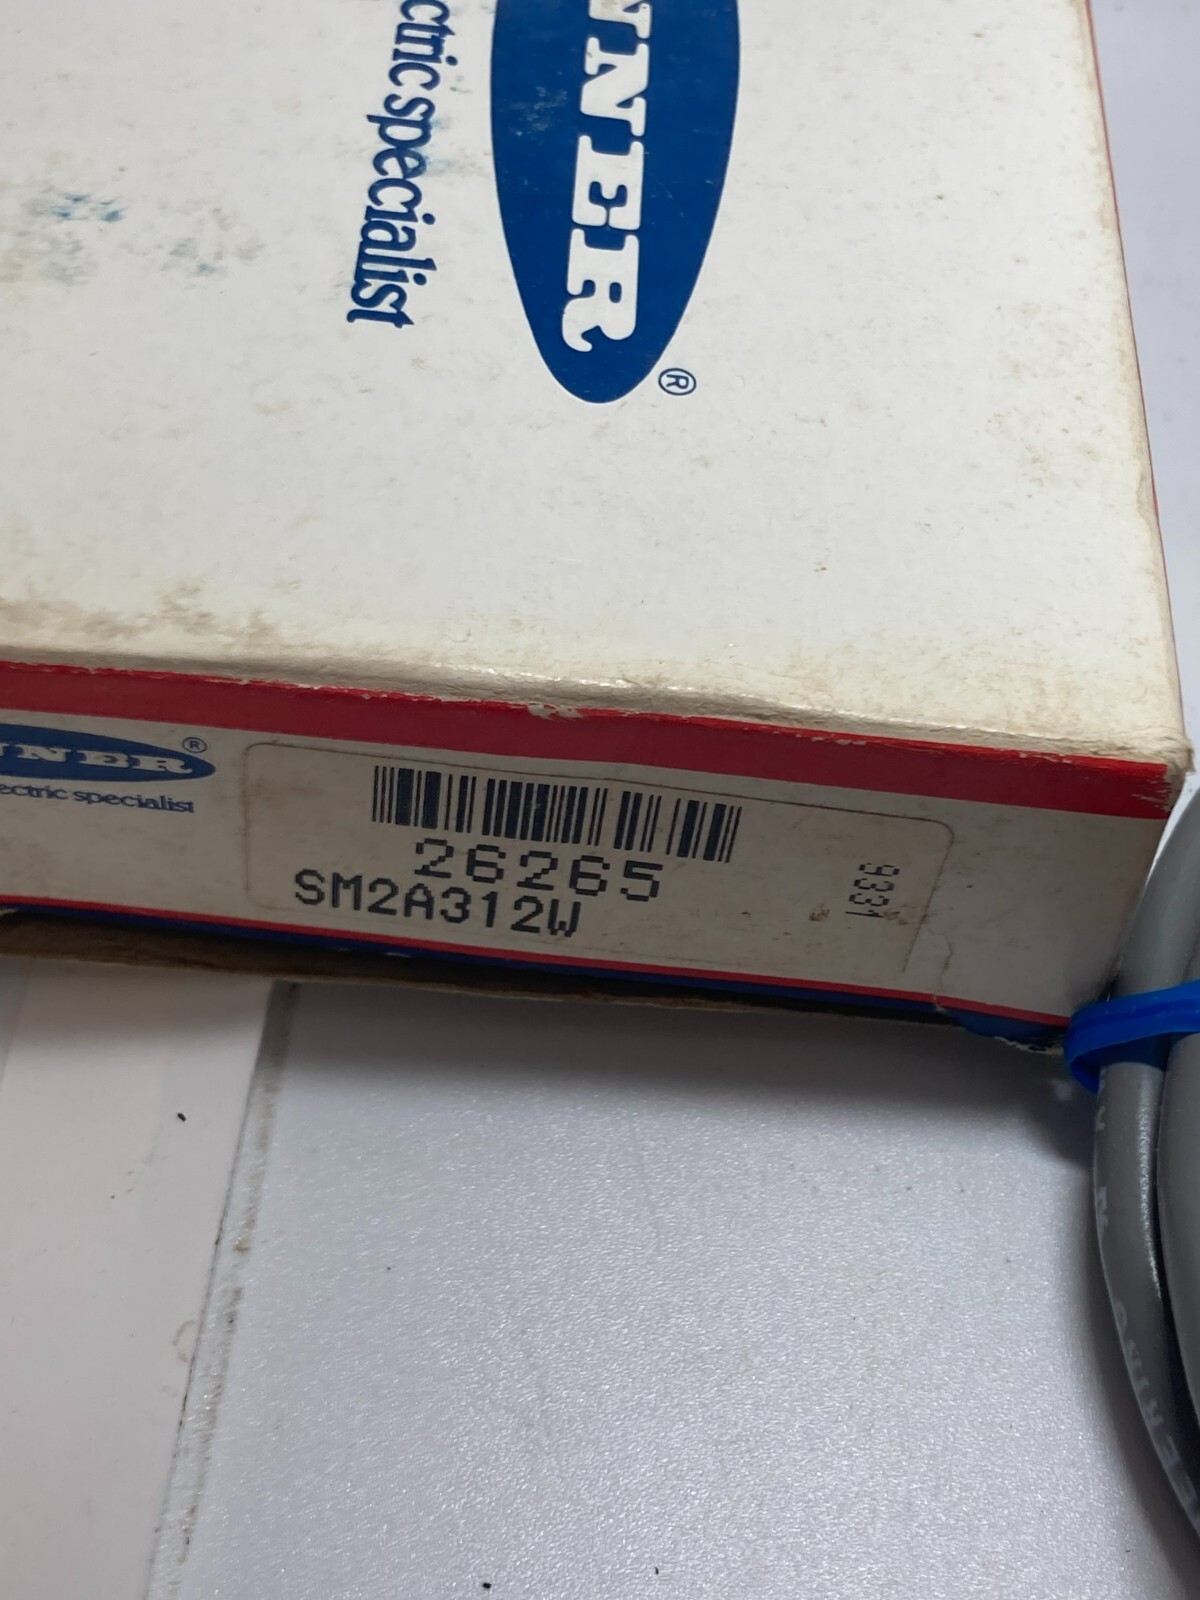 NNER®
ctric specialist
NNER®
ectric specialist
26265
SM2A312W
9331